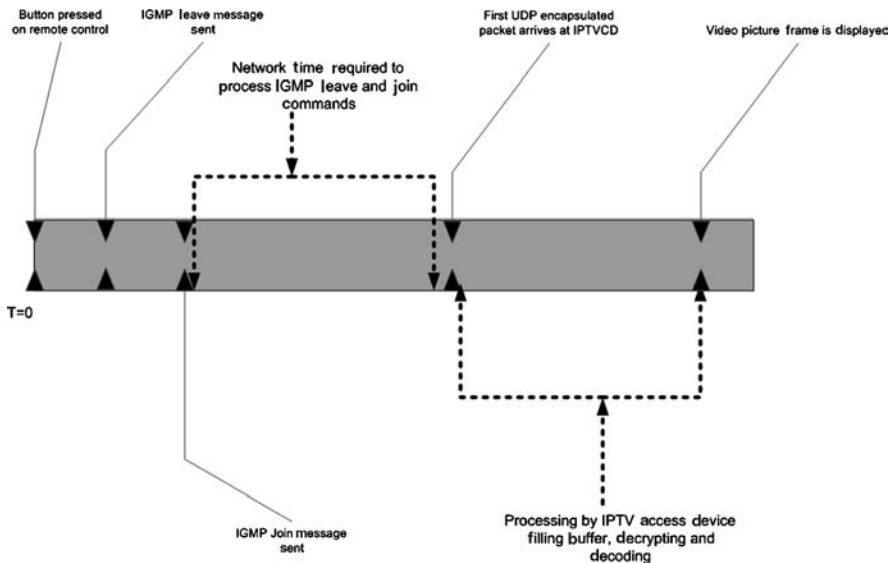 Button pressed
on remote control
IGMP leave message
sent
First UDP encapsulated
packet arrives at IPTVCD
Video picture frame is displayed
Network time required to
process IGMP leave and join
commands
T=0
IGMP Join message
sent
Processing by IPTV access device
filling buffer, decrypting and
decoding